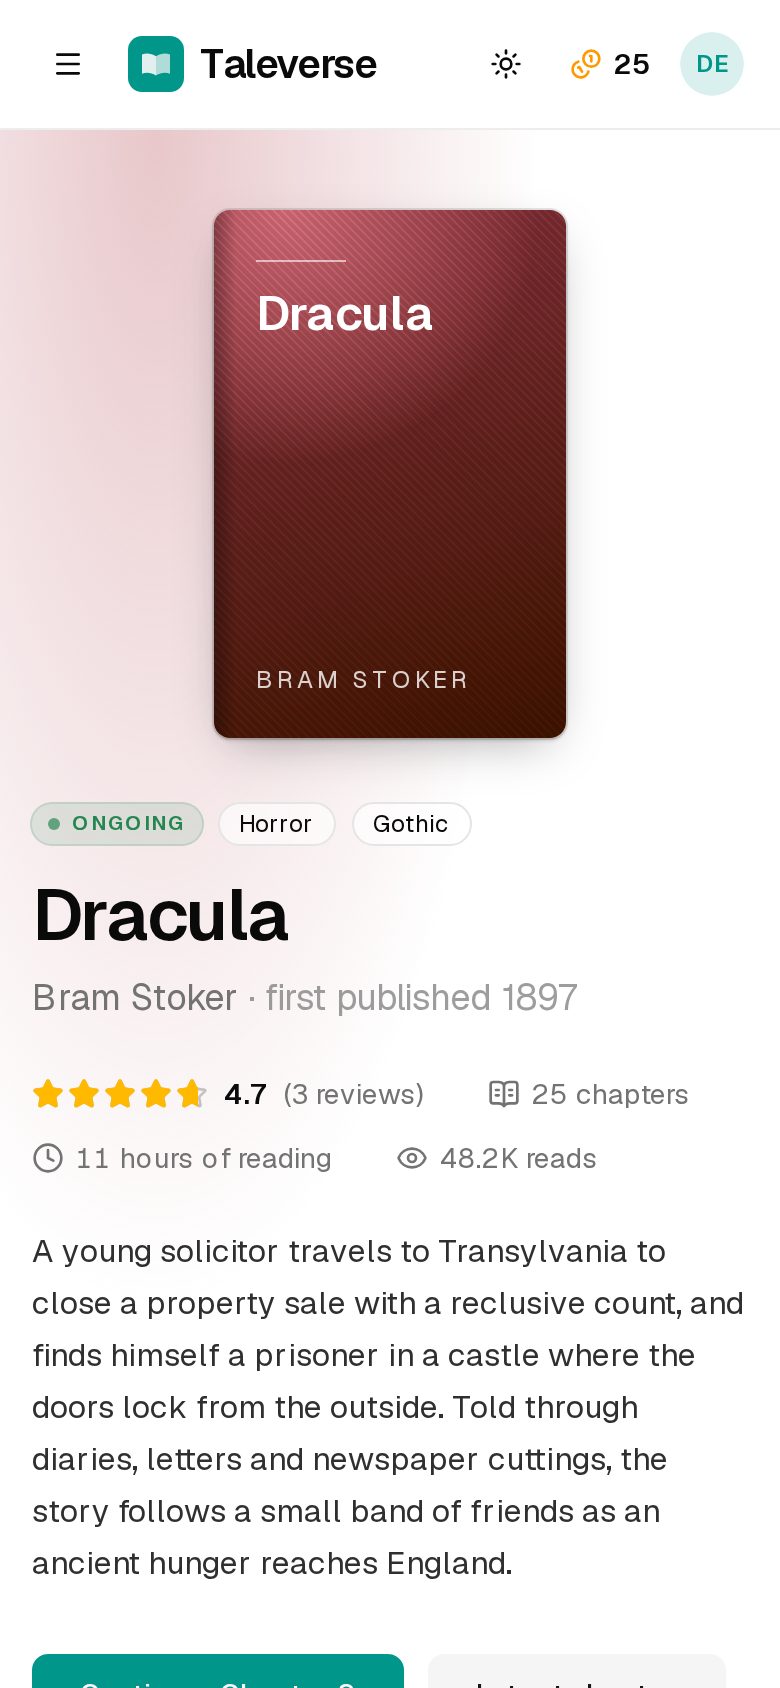 Taleverse
25
DE
Dracula
BRAM STOKER
ONGOING
Horror
Gothic
Dracula
Bram Stoker · first published 1897
4.7 (3 reviews)
25 chapters
11 hours of reading
48.2K reads
A young solicitor travels to Transylvania to
close a property sale with a reclusive count, and
finds himself a prisoner in a castle where the
doors lock from the outside. Told through
diaries, letters and newspaper cuttings, the
story follows a small band of friends as an
ancient hunger reaches England.